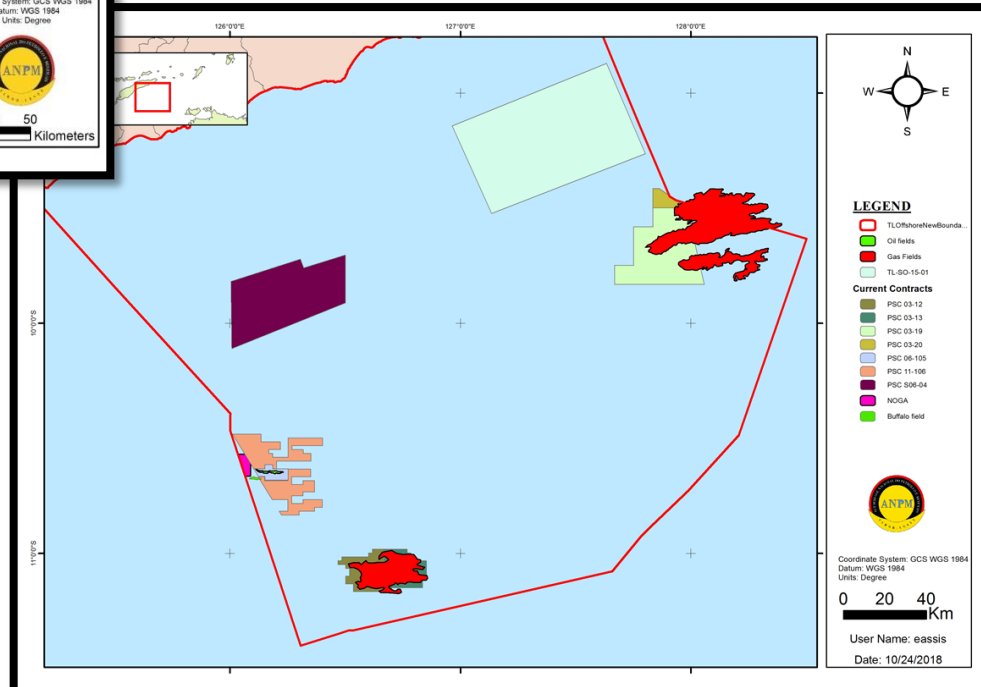 System: GCS WGS 1984
Datum: WGS 1984
Units: Degree
ANPM
50
Kilometers
126°0'0"E
127°0'0"E
128°0'0"E
10°0'0"S
11°0'0"S
N
W
E
S
LEGEND
TLOffshoreNewBounda...
Oil fields
Gas Fields
TL-SO-15-01
Current Contracts
PSC 03-12
PSC 03-13
PSC 03-19
PSC 03-20
PSC 06-105
PSC 11-106
PSC S06-04
NOGA
Buffalo field
ANPM
Coordinate System: GCS WGS 1984
Datum: WGS 1984
Units: Degree
0 20 40
Km
User Name: eassis
Date: 10/24/2018